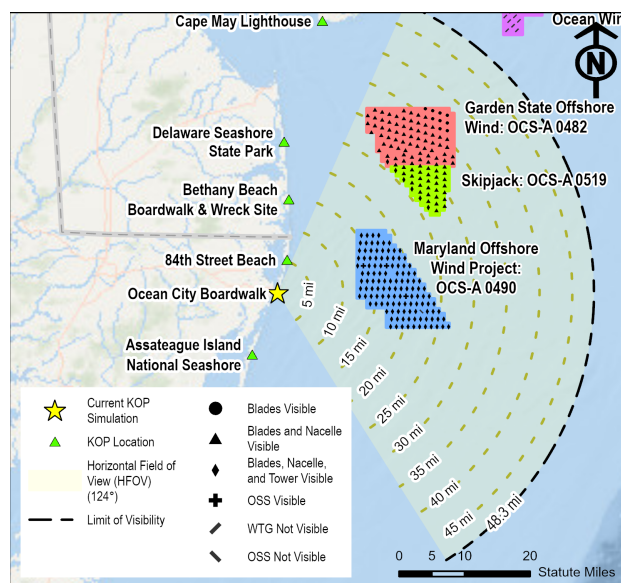 Cape May Lighthouse
Ocean Win
N
Garden State Offshore
Wind: OCS-A 0482
Delaware Seashore
State Park
Skipjack: OCS-A 0519
Bethany Beach
Boardwalk & Wreck Site
Maryland Offshore
Wind Project:
OCS-A 0490
84th Street Beach
Ocean City Boardwalk
Assateague Island
National Seashore
5 mi
10 mi
15 mi
20 mi
25 mi
30 mi
35 mi
40 mi
45 mi
48.3 mi
Current KOP
Simulation
KOP Location
Horizontal Field of
View (HFOV)
(124°)
Limit of Visibility
Blades Visible
Blades and Nacelle
Visible
Blades, Nacelle,
and Tower Visible
OSS Visible
WTG Not Visible
OSS Not Visible
0 5 10 20
Statute Miles